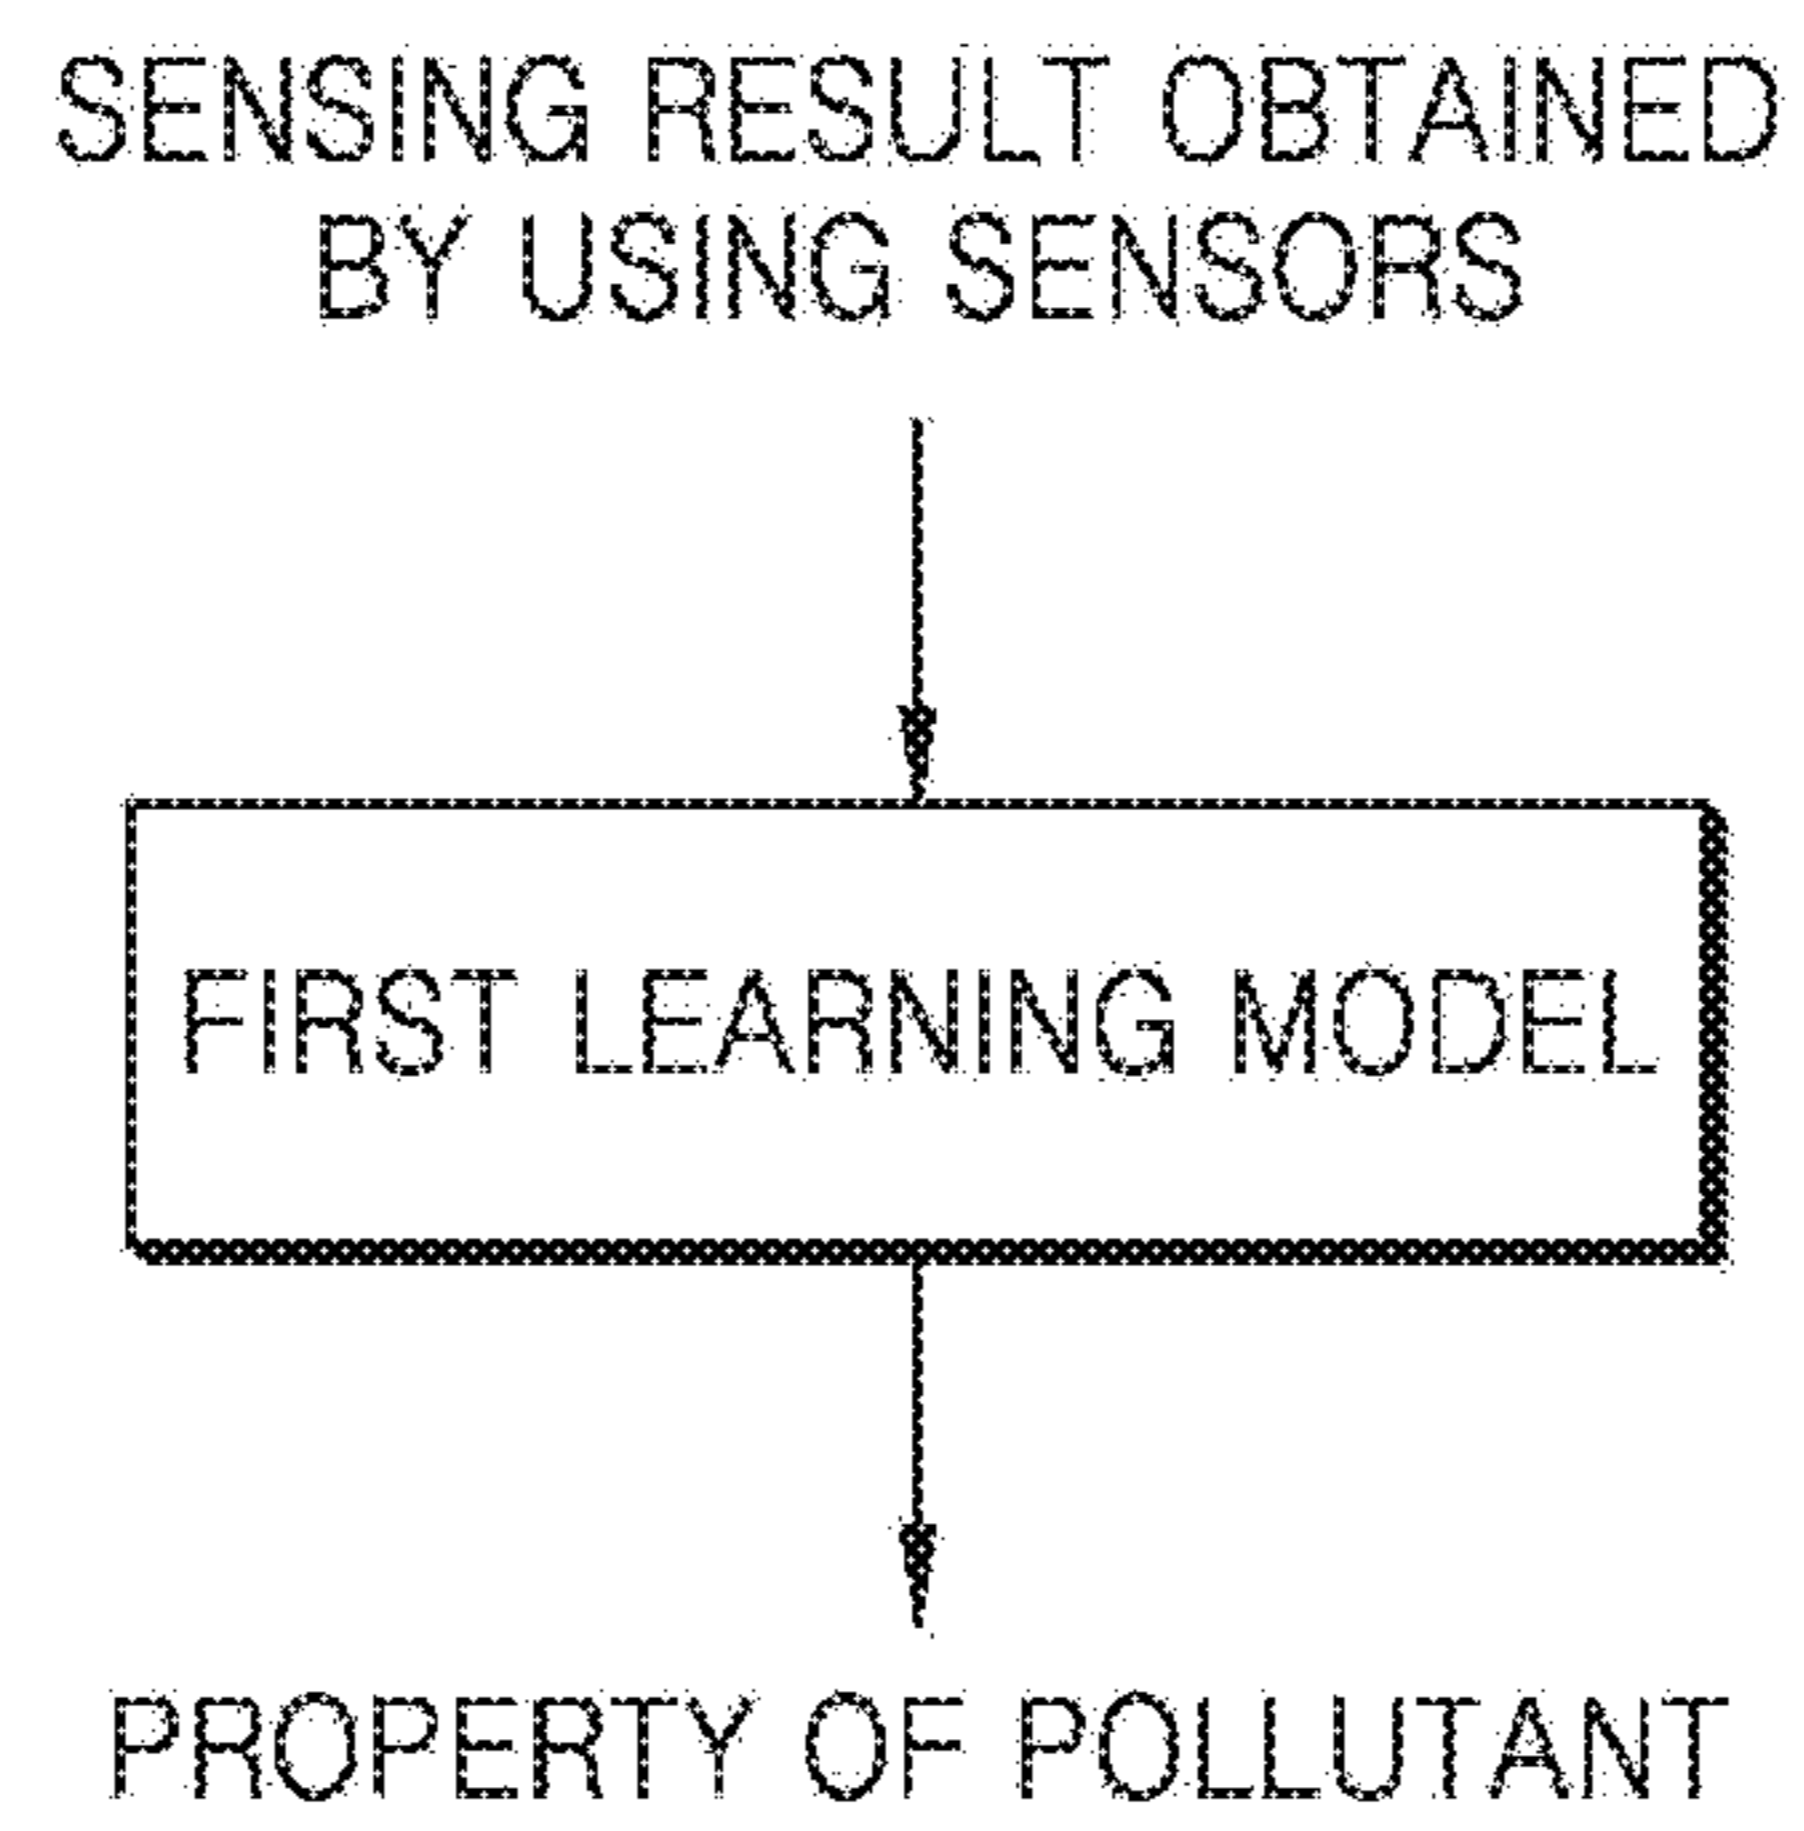 SENSING RESULT OBTAINED
BY USING SENSORS
FIRST LEARNING MODEL
PROPERTY OF POLLUTANT